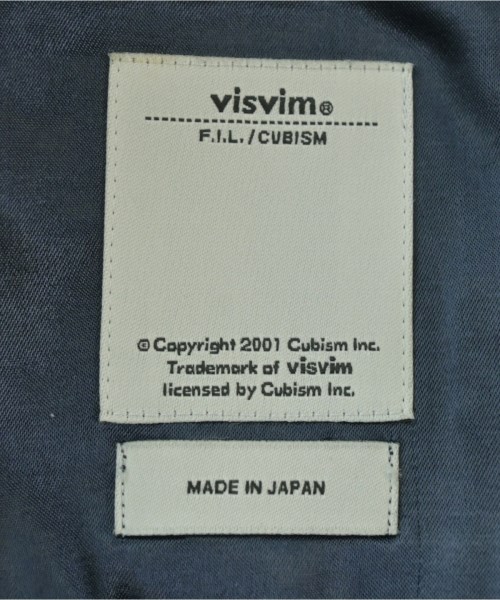 visvim®
F.I.L./CUBISM
© Copyright 2001 Cubism Inc.
Trademark of visvim
licensed by Cubism Inc.
MADE IN JAPAN